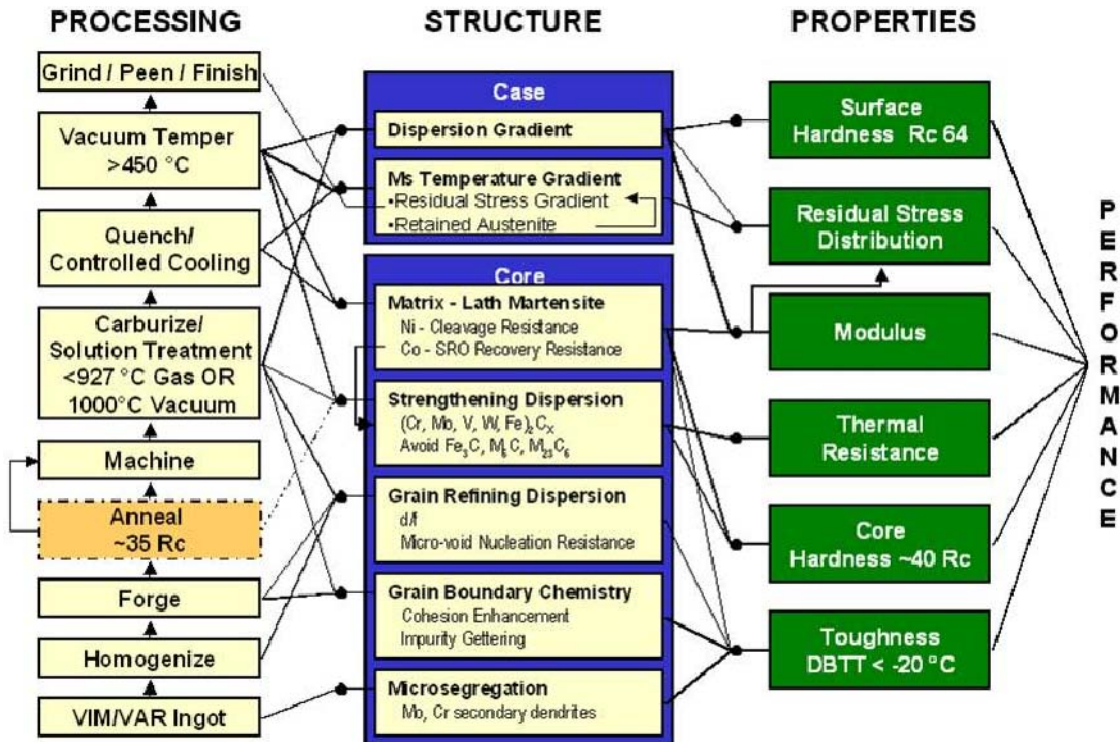 PROCESSING
STRUCTURE
PROPERTIES
Grind / Peen / Finish
Vacuum Temper
>450 °C
Quench/
Controlled Cooling
Carburize/
Solution Treatment
<927 °C Gas OR
1000°C Vacuum
Machine
Anneal
~35 Rc
Forge
Homogenize
VIM/VAR Ingot
Case
Dispersion Gradient
Ms Temperature Gradient
•Residual Stress Gradient
•Retained Austenite
Core
Matrix - Lath Martensite
Ni - Cleavage Resistance
Co - SRO Recovery Resistance
Strengthening Dispersion
(Cr, Mo, V, W, Fe)₂Cₓ
Avoid Fe₃C, M₆C, M₂₃C₆
Grain Refining Dispersion
d/f
Micro-void Nucleation Resistance
Grain Boundary Chemistry
Cohesion Enhancement
Impurity Gettering
Microsegregation
Mo, Cr secondary dendrites
Surface
Hardness Rc 64
Residual Stress
Distribution
Modulus
Thermal
Resistance
Core
Hardness ~40 Rc
Toughness
DBTT < -20 °C
PERFORMANCE